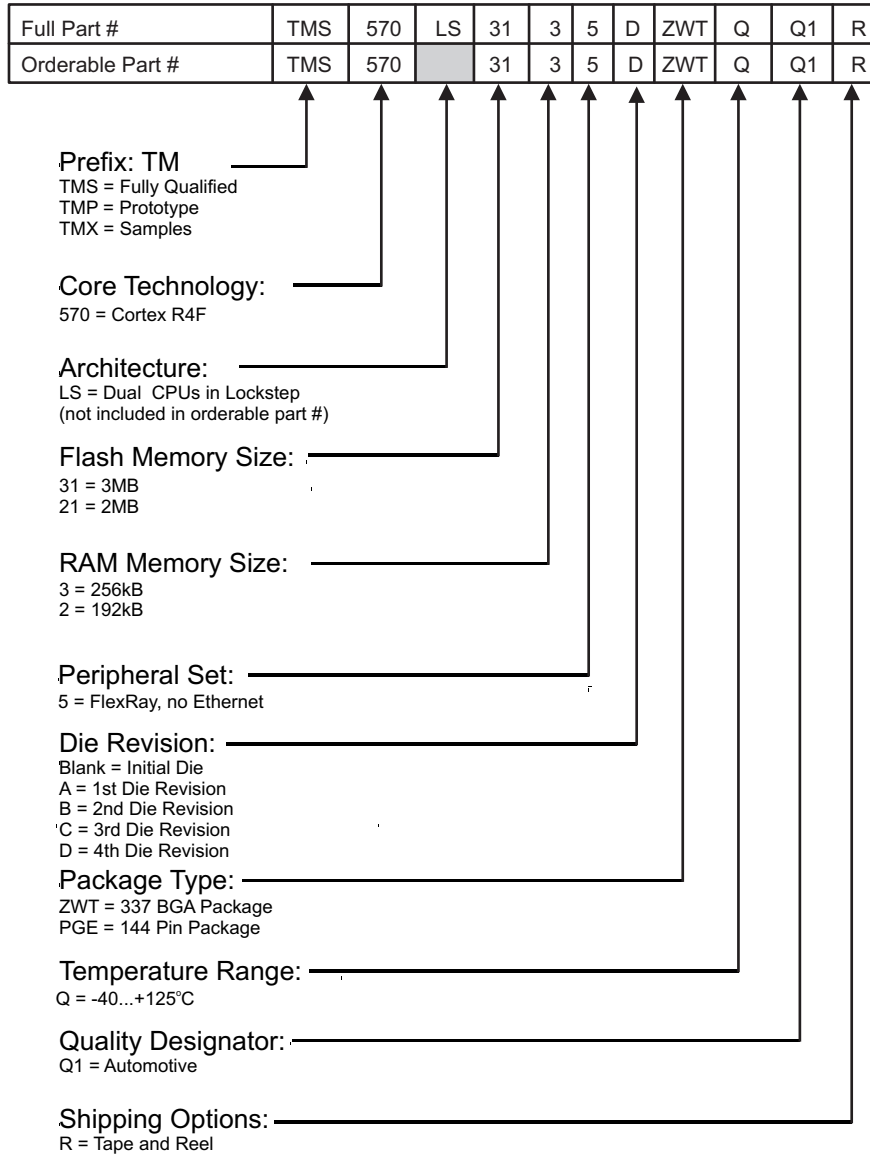 Full Part # TMS 570 LS 31 3 5 D ZWT Q Q1 R
Orderable Part # TMS 570 31 3 5 D ZWT Q Q1 R
Prefix: TM
TMS = Fully Qualified
TMP = Prototype
TMX = Samples
Core Technology:
570 = Cortex R4F
Architecture:
LS = Dual CPUs in Lockstep
(not included in orderable part #)
Flash Memory Size:
31 = 3MB
21 = 2MB
RAM Memory Size:
3 = 256kB
2 = 192kB
Peripheral Set:
5 = FlexRay, no Ethernet
Die Revision:
Blank = Initial Die
A = 1st Die Revision
B = 2nd Die Revision
C = 3rd Die Revision
D = 4th Die Revision
Package Type:
ZWT = 337 BGA Package
PGE = 144 Pin Package
Temperature Range:
Q = -40...+125°C
Quality Designator:
Q1 = Automotive
Shipping Options:
R = Tape and Reel